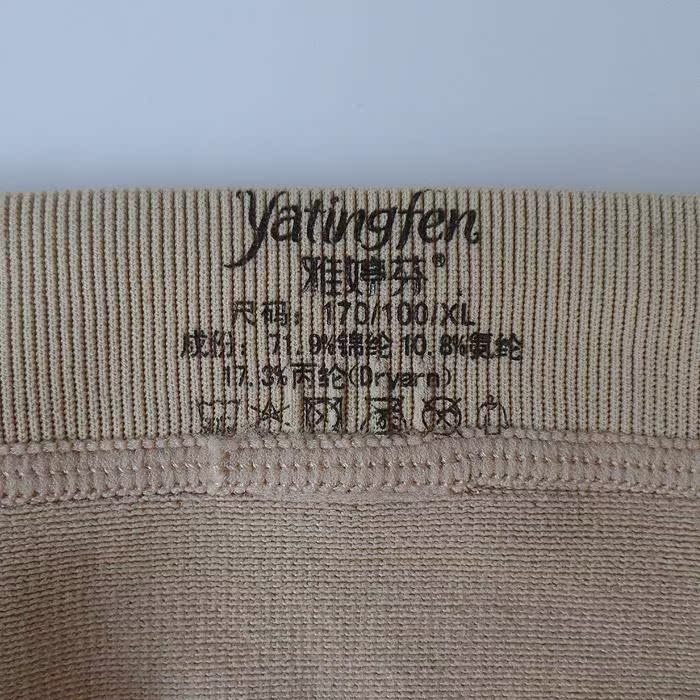 Yatingfen
雅婷芬®
尺码：170/100/XL
成份：71.9%锦纶 10.8%氨纶
17.3%丙纶(Dryarn)